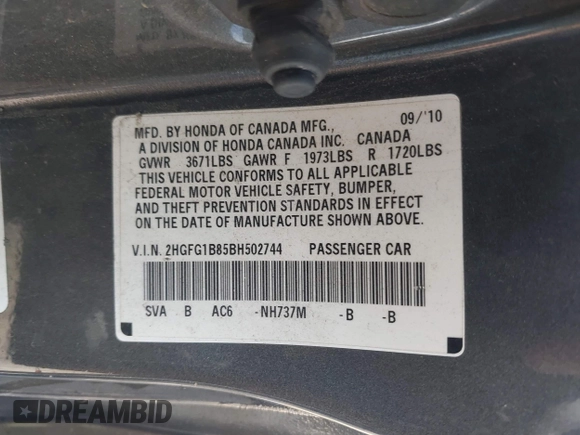 09/'10
MFD. BY HONDA OF CANADA MFG.,
A DIVISION OF HONDA CANADA INC. CANADA
GVWR 3671LBS GAWR F 1973LBS R 1720LBS
THIS VEHICLE CONFORMS TO ALL APPLICABLE
FEDERAL MOTOR VEHICLE SAFETY, BUMPER,
AND THEFT PREVENTION STANDARDS IN EFFECT
ON THE DATE OF MANUFACTURE SHOWN ABOVE.
V.I.N. 2HGFG1B85BH502744 PASSENGER CAR
SVA B AC6 -NH737M -B -B
DREAMBID